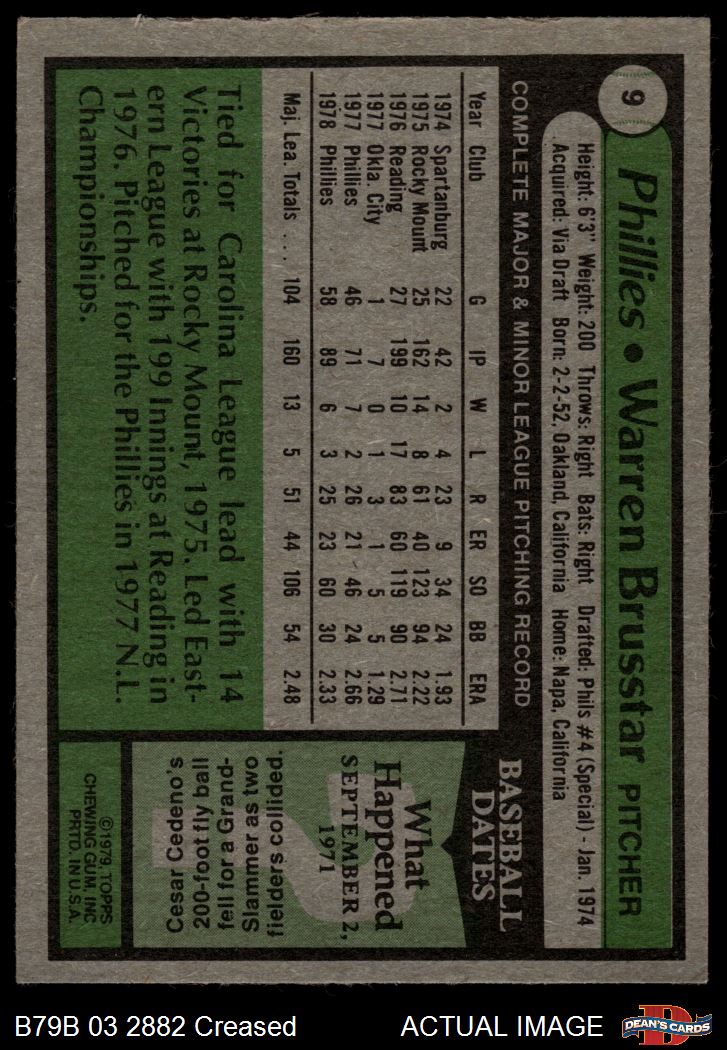 9
Phillies • Warren Brusstar PITCHER
Height: 6'3" Weight: 200 Throws: Right Bats: Right Drafted: Phils #4 (Special) - Jan. 1974
Acquired: Via Draft Born: 2-2-52, Oakland, California Home: Napa, California
COMPLETE MAJOR & MINOR LEAGUE PITCHING RECORD
Year Club G IP W L R ER SO BB ERA
1974 Spartanburg 22 42 2 4 23 9 34 24 1.93
1975 Rocky Mount 25 162 14 8 61 40 123 94 2.22
1976 Reading 27 199 10 17 83 60 119 90 2.71
1977 Okla. City 1 7 0 1 3 1 5 5 1.29
1977 Phillies 46 71 7 2 26 21 46 24 2.66
1978 Phillies 58 89 6 3 25 23 60 30 2.33
Maj. Lea. Totals . . . 104 160 13 5 51 44 106 54 2.48
Tied for Carolina League lead with 14
Victories at Rocky Mount, 1975. Led East-
ern League with 199 Innings at Reading in
1976. Pitched for the Phillies in 1977 N.L.
Championships.
BASEBALL
DATES
What
Happened
SEPTEMBER 2,
1971
Cesar Cedeno's
200-foot fly ball
fell for a Grand-
Slammer as two
fielders collided.
©1979, TOPPS
CHEWING GUM, INC
PRTD. IN U.S.A.
B79B 03 2882 Creased
ACTUAL IMAGE
D
DEAN'S CARDS